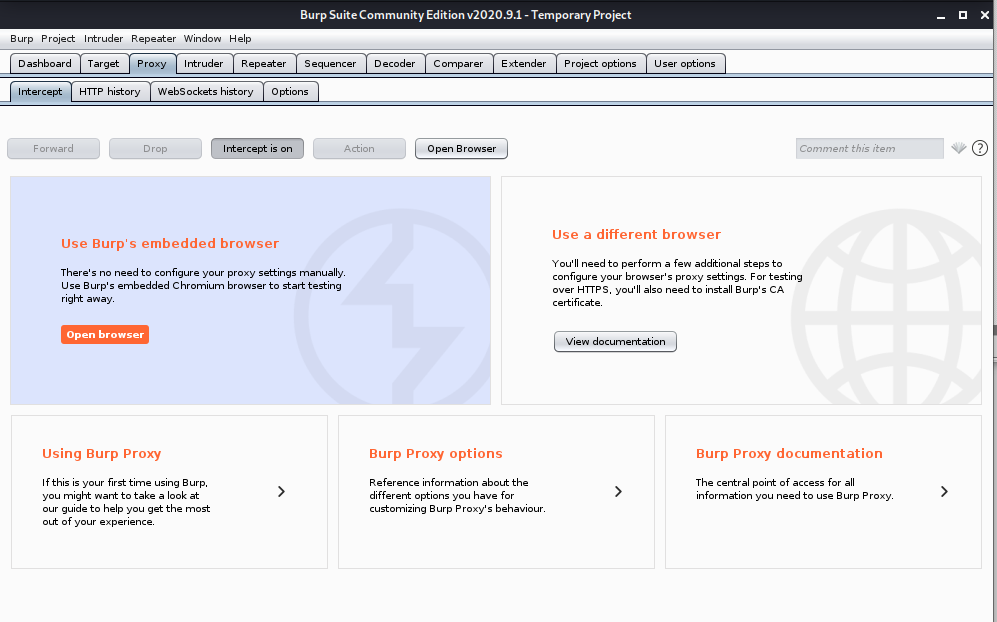 Burp Suite Community Edition v2020.9.1 - Temporary Project
Burp Project Intruder Repeater Window Help
Dashboard Target Proxy Intruder Repeater Sequencer Decoder Comparer Extender Project options User options
Intercept HTTP history WebSockets history Options
Forward Drop Intercept is on Action Open Browser Comment this item ?
Use Burp's embedded browser
There's no need to configure your proxy settings manually.
Use Burp's embedded Chromium browser to start testing
right away.
Open browser
Use a different browser
You'll need to perform a few additional steps to
configure your browser's proxy settings. For testing
over HTTPS, you'll also need to install Burp's CA
certificate.
View documentation
Using Burp Proxy
If this is your first time using Burp,
you might want to take a look at
our guide to help you get the most
out of your experience.
Burp Proxy options
Reference information about the
different options you have for
customizing Burp Proxy's behaviour.
Burp Proxy documentation
The central point of access for all
information you need to use Burp Proxy.